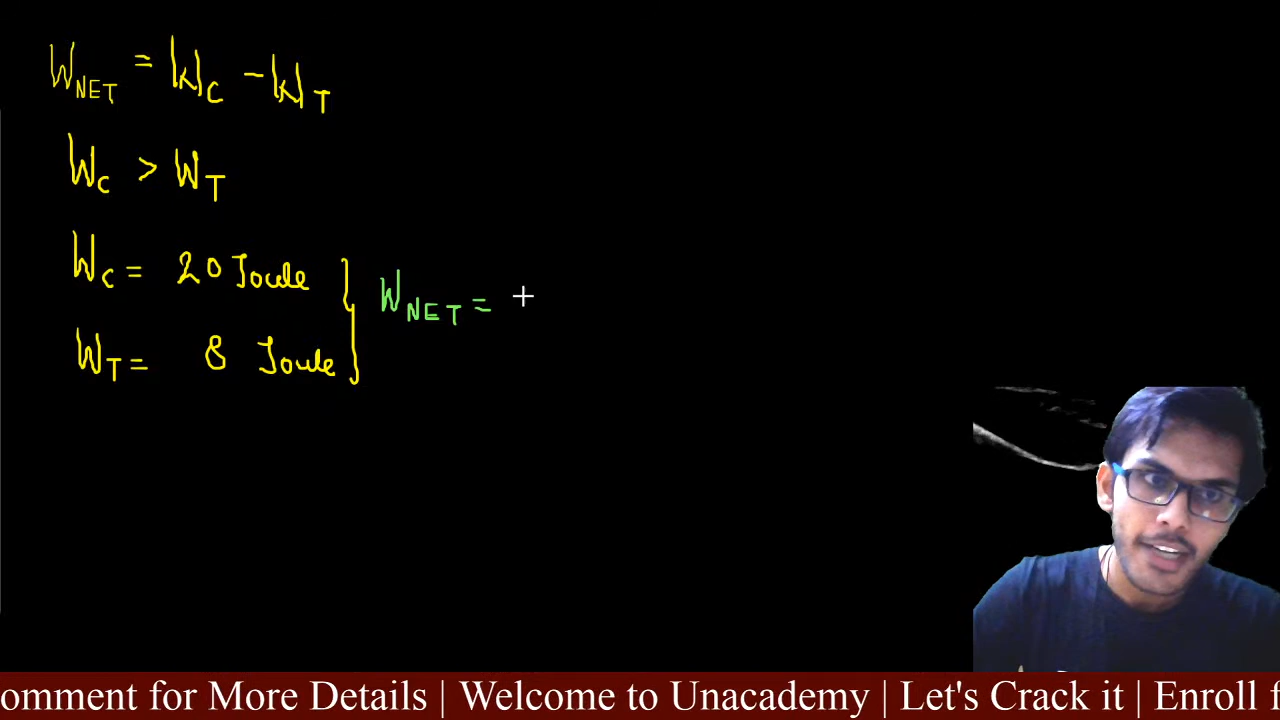 W_NET = W_C - W_T
W_C > W_T
W_C = 20 Joule
W_T = 8 Joule
W_NET =
omment for More Details | Welcome to Unacademy | Let's Crack it | Enroll f